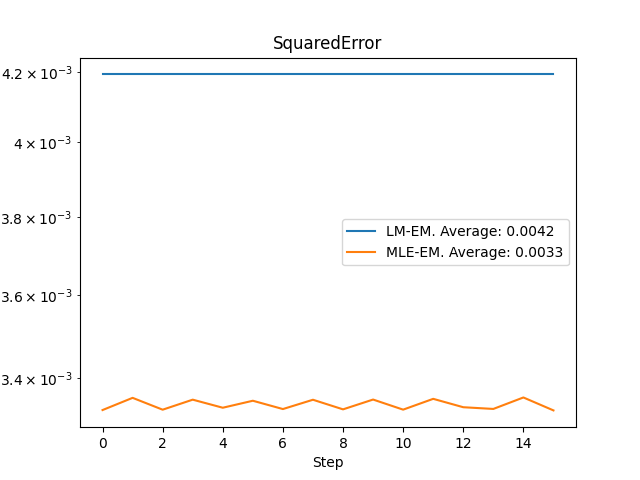 SquaredError
4.2 × 10⁻³
4 × 10⁻³
3.8 × 10⁻³
3.6 × 10⁻³
3.4 × 10⁻³
LM-EM. Average: 0.0042
MLE-EM. Average: 0.0033
0 2 4 6 8 10 12 14
Step